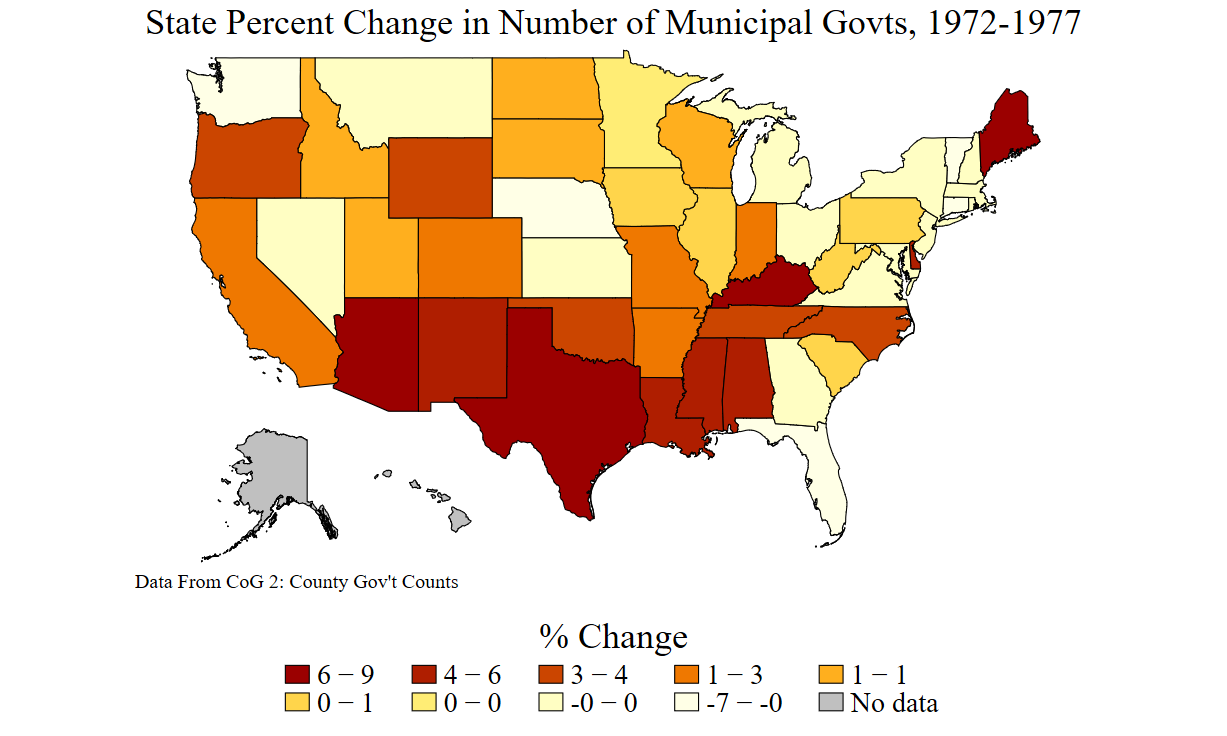 State Percent Change in Number of Municipal Govts, 1972-1977
Data From CoG 2: County Gov't Counts
% Change
6 − 9 4 − 6 3 − 4 1 − 3 1 − 1
0 − 1 0 − 0 -0 − 0 -7 − -0 No data